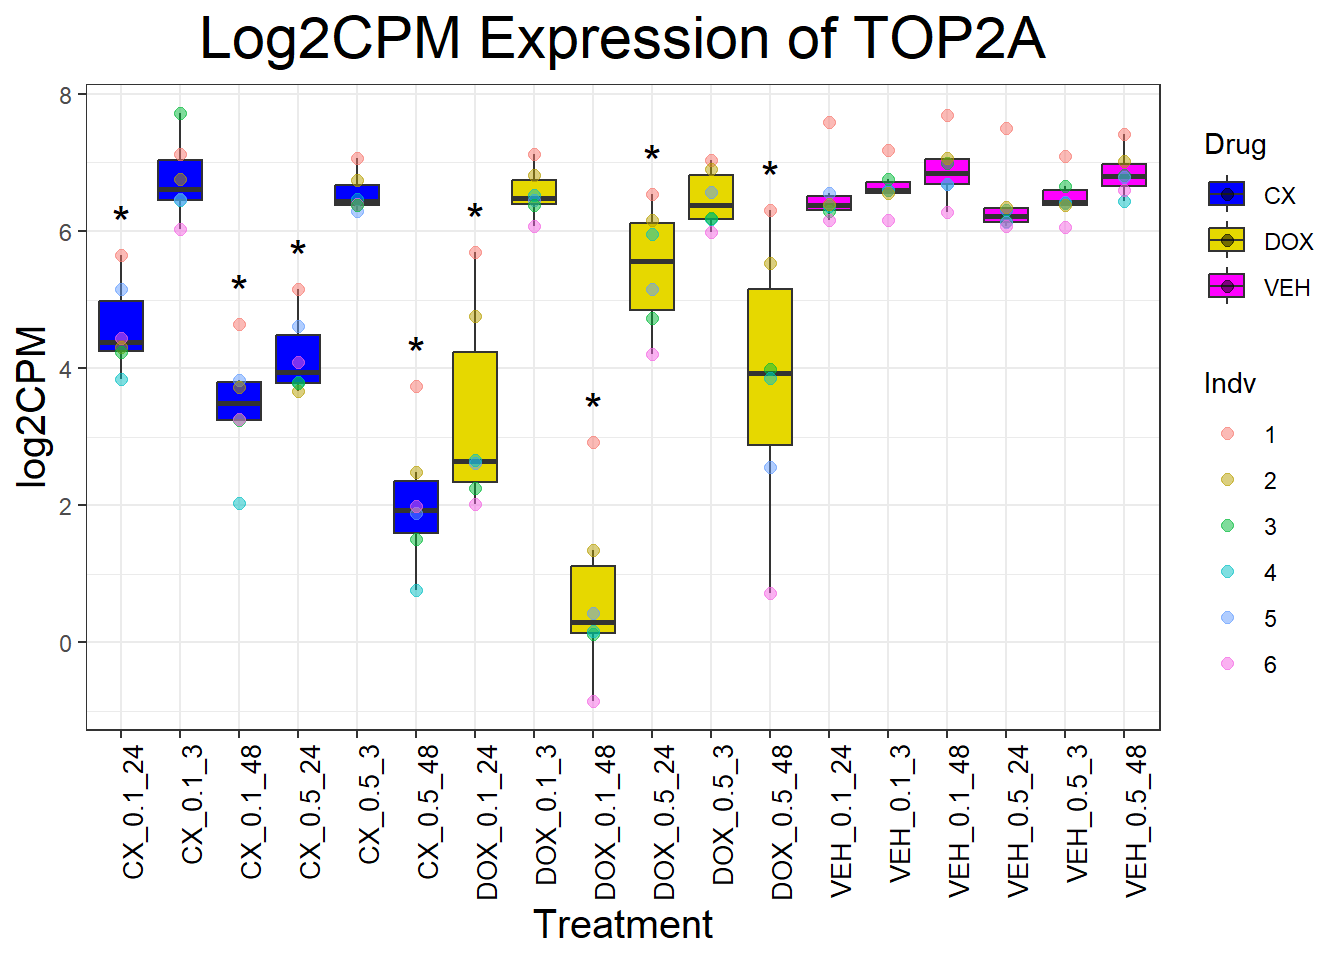 Log2CPM Expression of TOP2A
log2CPM
8
6
4
2
0
*
*
*
*
*
*
*
*
*
CX_0.1_24
CX_0.1_3
CX_0.1_48
CX_0.5_24
CX_0.5_3
CX_0.5_48
DOX_0.1_24
DOX_0.1_3
DOX_0.1_48
DOX_0.5_24
DOX_0.5_3
DOX_0.5_48
VEH_0.1_24
VEH_0.1_3
VEH_0.1_48
VEH_0.5_24
VEH_0.5_3
VEH_0.5_48
Treatment
Drug
CX
DOX
VEH
Indv
1
2
3
4
5
6